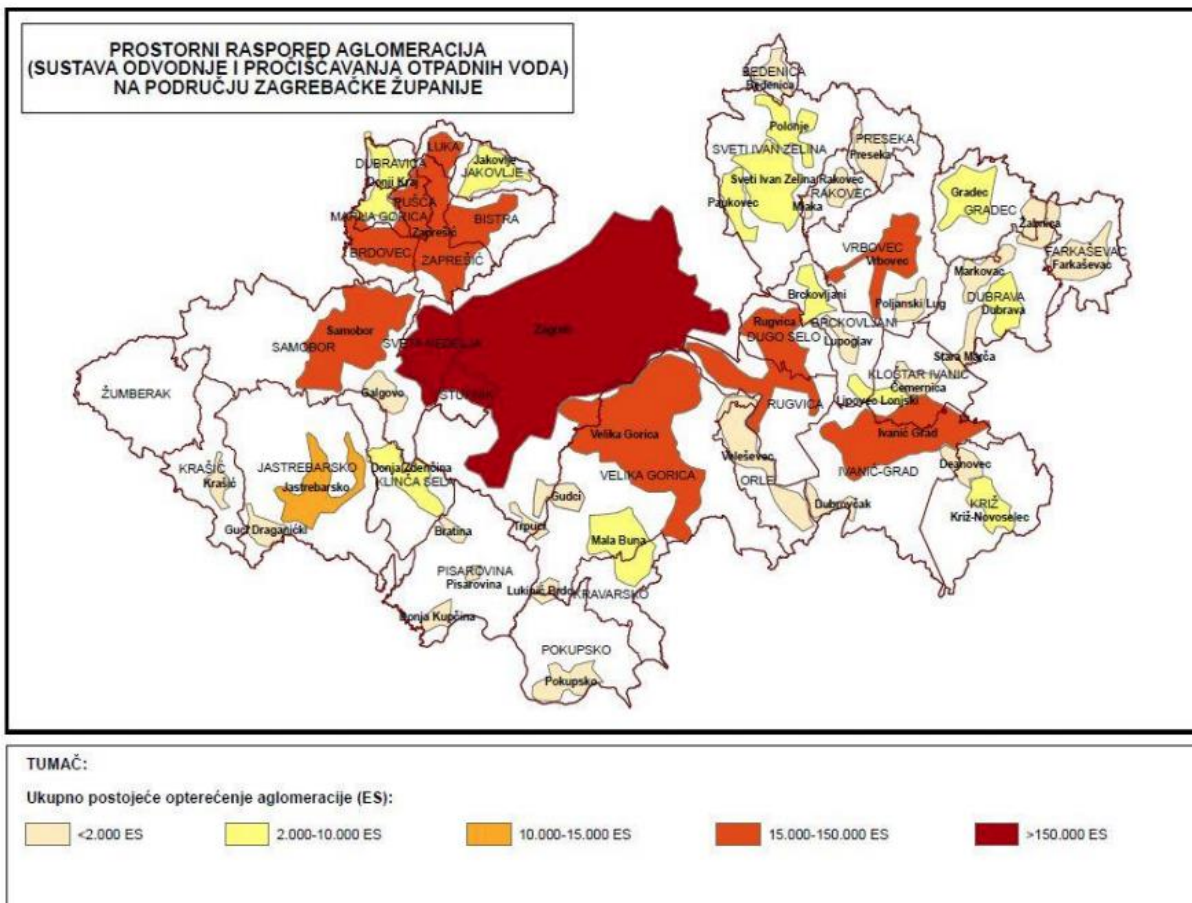 PROSTORNI RASPORED AGLOMERACIJA
(SUSTAVA ODVODNJE I PROČIŠĆAVANJA OTPADNIH VODA)
NA PODRUČJU ZAGREBAČKE ŽUPANIJE
BEDENICA
Bedenica
Polonje
SVETI IVAN ZELINA
PRESEKA
Preseka
LUKA
DUBRAVICA
Donji Kraj
Jakovlje
JAKOVLJE
Sveti Ivan Zelina
Rakovec
RAKOVEC
Paukovec
Mlaka
Gradec
GRADEC
PUŠĆA
MARIJA GORICA
Zaprešić
BISTRA
BRDOVEC
ZAPREŠIĆ
Žabnica
FARKAŠEVAC
Farkaševac
VRBOVEC
Vrbovec
Markovac
Poljanski Lug
DUBRAVA
Dubrava
Brckovljani
BRCKOVLJANI
Samobor
SAMOBOR
SVETA NEDELJA
Zagreb
Rugvica
DUGO SELO
Lupoglav
Stara Marča
KLOŠTAR IVANIĆ
Čemernica
Lipovec Lonjski
ŽUMBERAK
Galgovo
STUPNIK
RUGVICA
Velika Gorica
VELIKA GORICA
Ivanić Grad
IVANIĆ-GRAD
Veleševec
ORLE
Deanovec
KRAŠIĆ
Krašić
JASTREBARSKO
Jastrebarsko
Donja Zdenčina
KLINČA SELA
Gudci
Dubrovčak
KRIŽ
Križ-Novoselec
Guci Draganićki
Bratina
Trpuci
Mala Buna
PISAROVINA
Pisarovina
Lukinić Brdo
KRAVARSKO
Donja Kupčina
POKUPSKO
Pokupsko
TUMAČ:
Ukupno postojeće opterećenje aglomeracije (ES):
<2.000 ES
2.000-10.000 ES
10.000-15.000 ES
15.000-150.000 ES
>150.000 ES